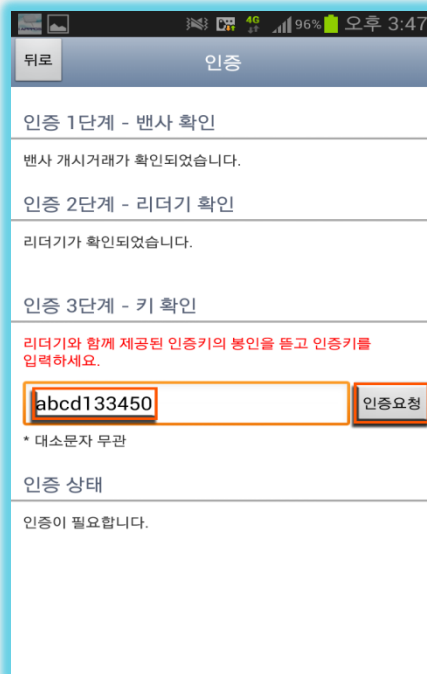 4G 96% 오후 3:47
뒤로 인증
인증 1단계 - 밴사 확인
밴사 개시거래가 확인되었습니다.
인증 2단계 - 리더기 확인
리더기가 확인되었습니다.
인증 3단계 - 키 확인
리더기와 함께 제공된 인증키의 봉인을 뜯고 인증키를
입력하세요.
abcd133450 인증요청
* 대소문자 무관
인증 상태
인증이 필요합니다.